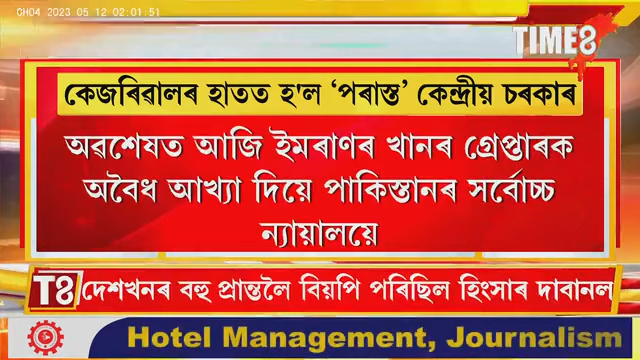 CH04 2023 05 12 02:01:51
TIME8
কেজৰিৱালৰ হাতত হ'ল ‘পৰাস্ত’ কেন্দ্ৰীয় চৰকাৰ
অৱশেষত আজি ইমৰাণৰ খানৰ গ্ৰেপ্তাৰক
অবৈধ আখ্যা দিয়ে পাকিস্তানৰ সৰ্বোচ্চ
ন্যায়ালয়ে
T8 দেশখনৰ বহু প্ৰান্তলৈ বিয়পি পৰিছিল হিংসাৰ দাবানল
Hotel Management, Journalism